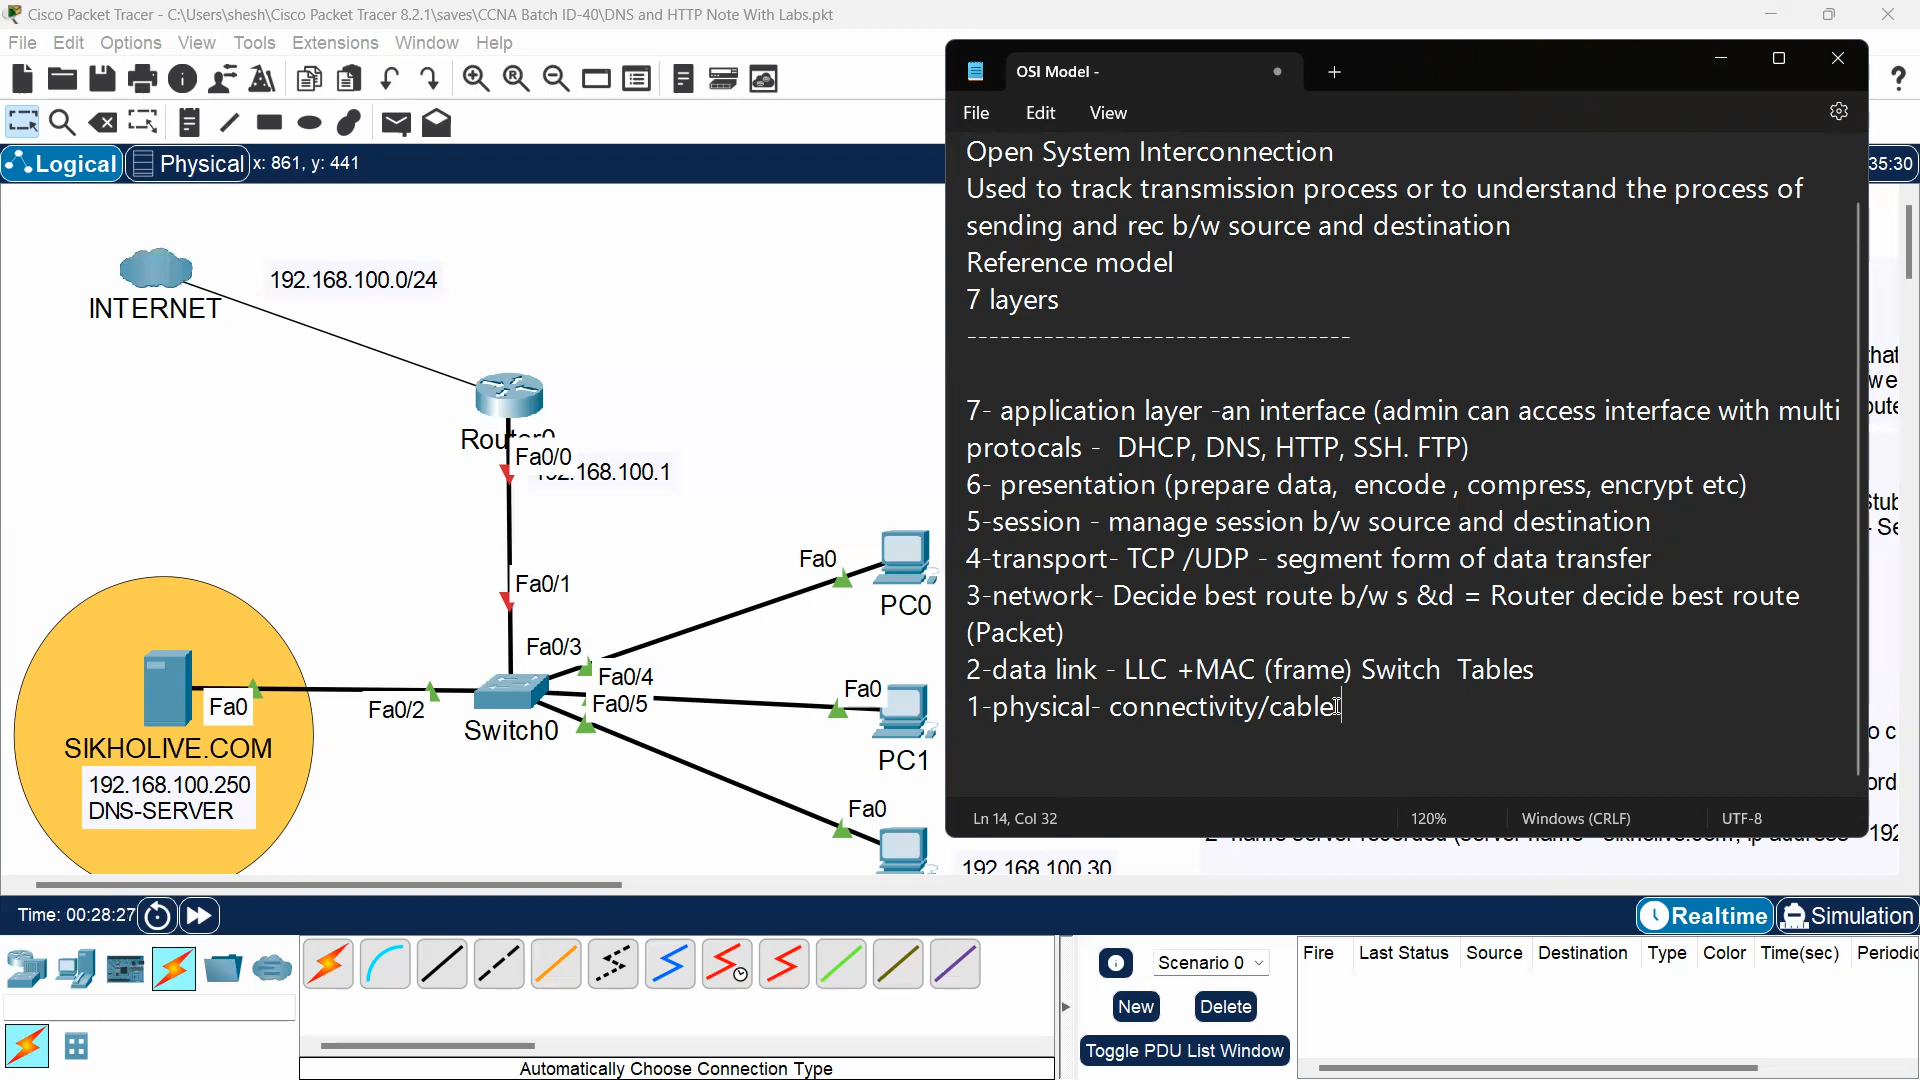 Cisco Packet Tracer - C:\Users\shesh\Cisco Packet Tracer 8.2.1\saves\CCNA Batch ID-40\DNS and HTTP Note With Labs.pkt
File Edit Options View Tools Extensions Window Help
Logical Physical x: 861, y: 441
35:30
OSI Model -
File Edit View
Open System Interconnection
Used to track transmission process or to understand the process of
sending and rec b/w source and destination
Reference model
7 layers
-----------------------------------
7- application layer -an interface (admin can access interface with multi
protocals - DHCP, DNS, HTTP, SSH. FTP)
6- presentation (prepare data, encode , compress, encrypt etc)
5-session - manage session b/w source and destination
4-transport- TCP /UDP - segment form of data transfer
3-network- Decide best route b/w s &d = Router decide best route
(Packet)
2-data link - LLC +MAC (frame) Switch Tables
1-physical- connectivity/cable
Ln 14, Col 32 120% Windows (CRLF) UTF-8
192.168.100.0/24
INTERNET
Fa0/0
168.100.1
Fa0/1
Fa0
PC0
Fa0/3
Fa0/4
Fa0/5
Fa0
Fa0/2
Fa0
Switch0
SIKHOLIVE.COM
PC1
192.168.100.250
DNS-SERVER
Fa0
192.168.100.30
Time: 00:28:27
Realtime Simulation
Scenario 0
New Delete
Toggle PDU List Window
Fire Last Status Source Destination Type Color Time(sec) Periodic
Automatically Choose Connection Type